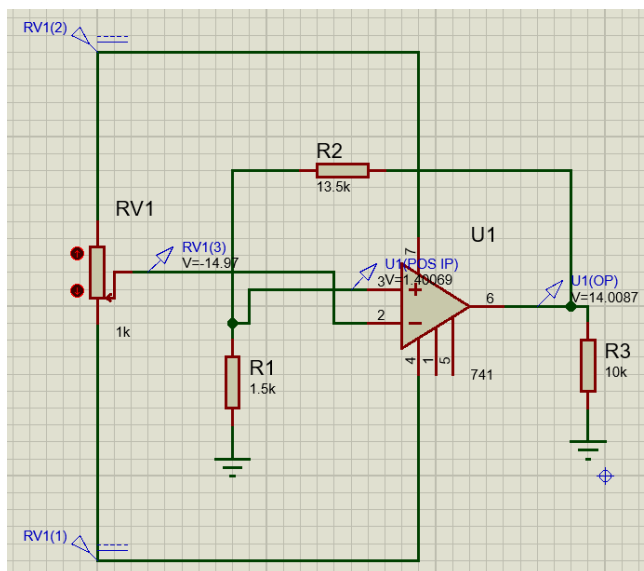 RV1(2)
R2
13.5k
RV1
RV1(3)
V=-14.97
7
U1
U1(POS IP)
V=1.40069
3
U1(OP)
V=14.0087
6
2
1k
4
1
5
741
R1
1.5k
R3
10k
RV1(1)